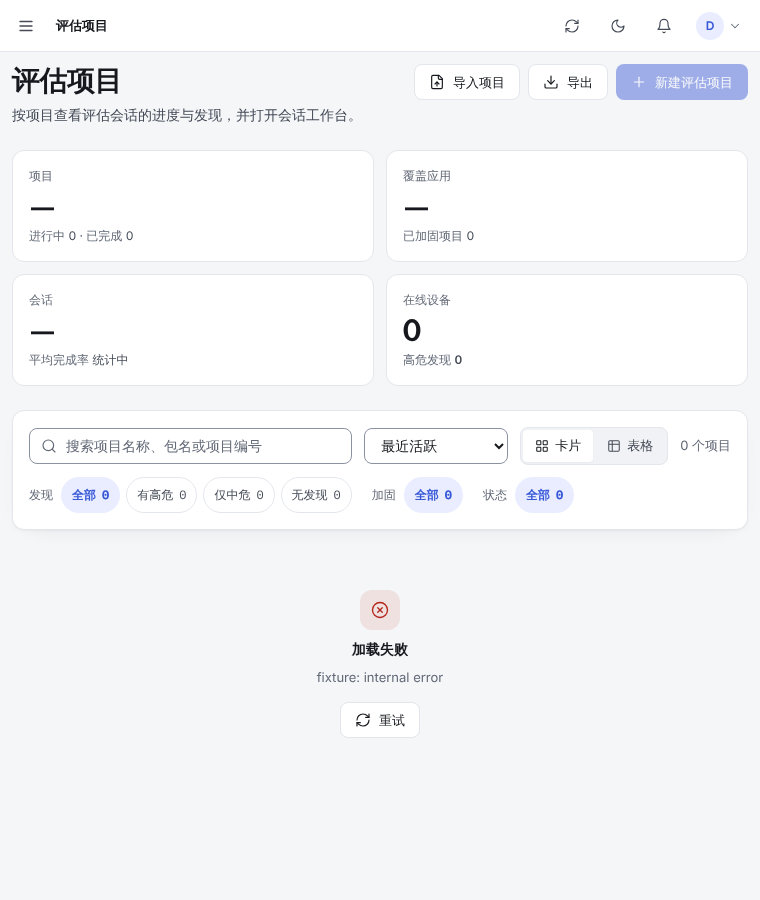 评估项目
D
评估项目
导入项目
导出
新建评估项目
按项目查看评估会话的进度与发现，并打开会话工作台。
项目
—
进行中 0 · 已完成 0
覆盖应用
—
已加固项目 0
会话
—
平均完成率 统计中
在线设备
0
高危发现 0
搜索项目名称、包名或项目编号
最近活跃
卡片
表格
0 个项目
发现 全部 0 有高危 0 仅中危 0 无发现 0 加固 全部 0 状态 全部 0
加载失败
fixture: internal error
重试